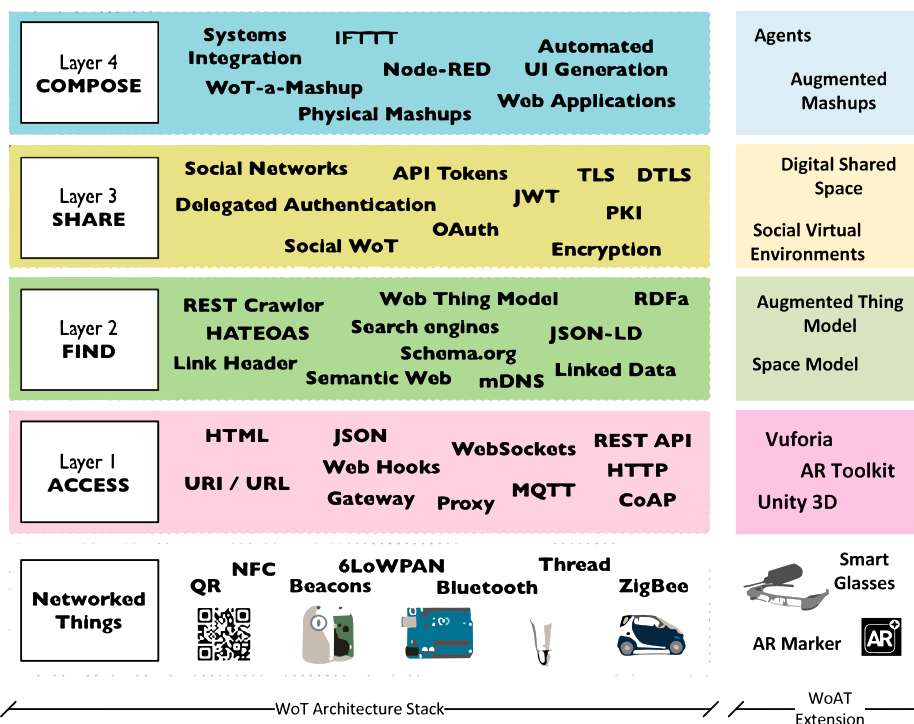 Layer 4
COMPOSE
Systems
Integration
IFTTT
Node-RED
Automated
UI Generation
WoT-a-Mashup
Physical Mashups
Web Applications
Agents
Augmented
Mashups
Layer 3
SHARE
Social Networks
API Tokens
TLS
DTLS
JWT
Delegated Authentication
PKI
OAuth
Social WoT
Encryption
Digital Shared
Space
Social Virtual
Environments
Layer 2
FIND
REST Crawler
Web Thing Model
RDFa
HATEOAS
Search engines
JSON-LD
Link Header
Schema.org
Semantic Web
mDNS
Linked Data
Augmented Thing
Model
Space Model
Layer 1
ACCESS
HTML
JSON
WebSockets
REST API
Web Hooks
HTTP
URI / URL
Gateway
Proxy
MQTT
CoAP
Vuforia
AR Toolkit
Unity 3D
Networked
Things
QR
NFC
6LoWPAN
Beacons
Bluetooth
Thread
ZigBee
Smart
Glasses
AR Marker
AR+
WoT Architecture Stack
WoAT
Extension